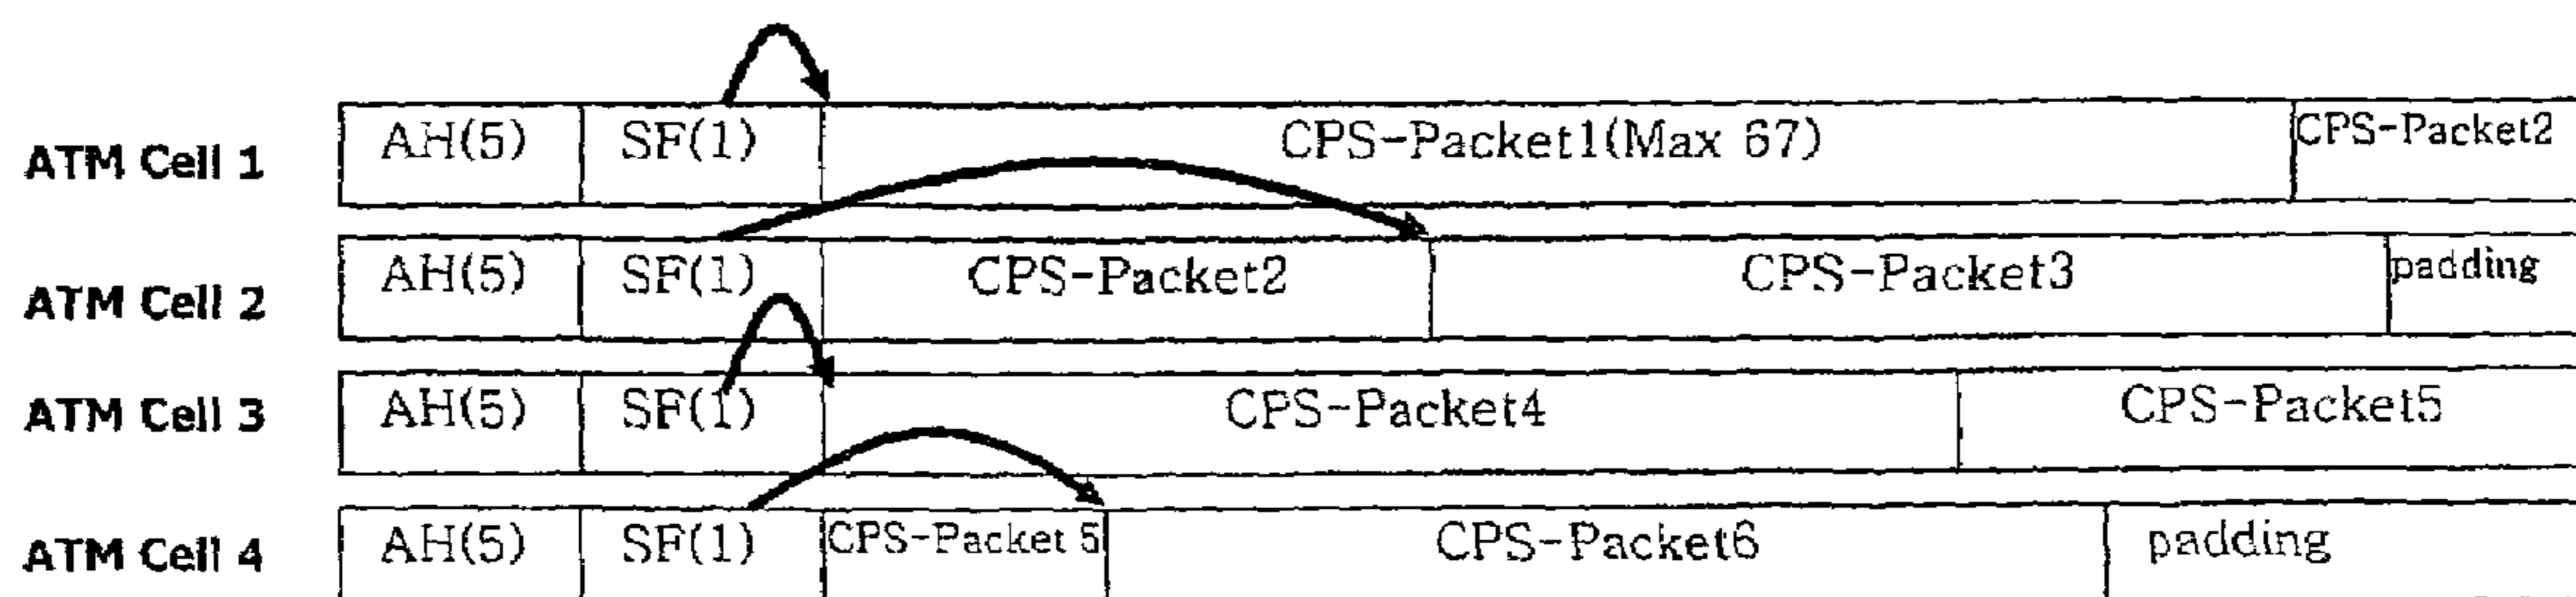 ATM Cell 1 AH(5) SF(1) CPS-Packet1(Max 67) CPS-Packet2
ATM Cell 2 AH(5) SF(1) CPS-Packet2 CPS-Packet3 padding
ATM Cell 3 AH(5) SF(1) CPS-Packet4 CPS-Packet5
ATM Cell 4 AH(5) SF(1) CPS-Packet 5 CPS-Packet6 padding